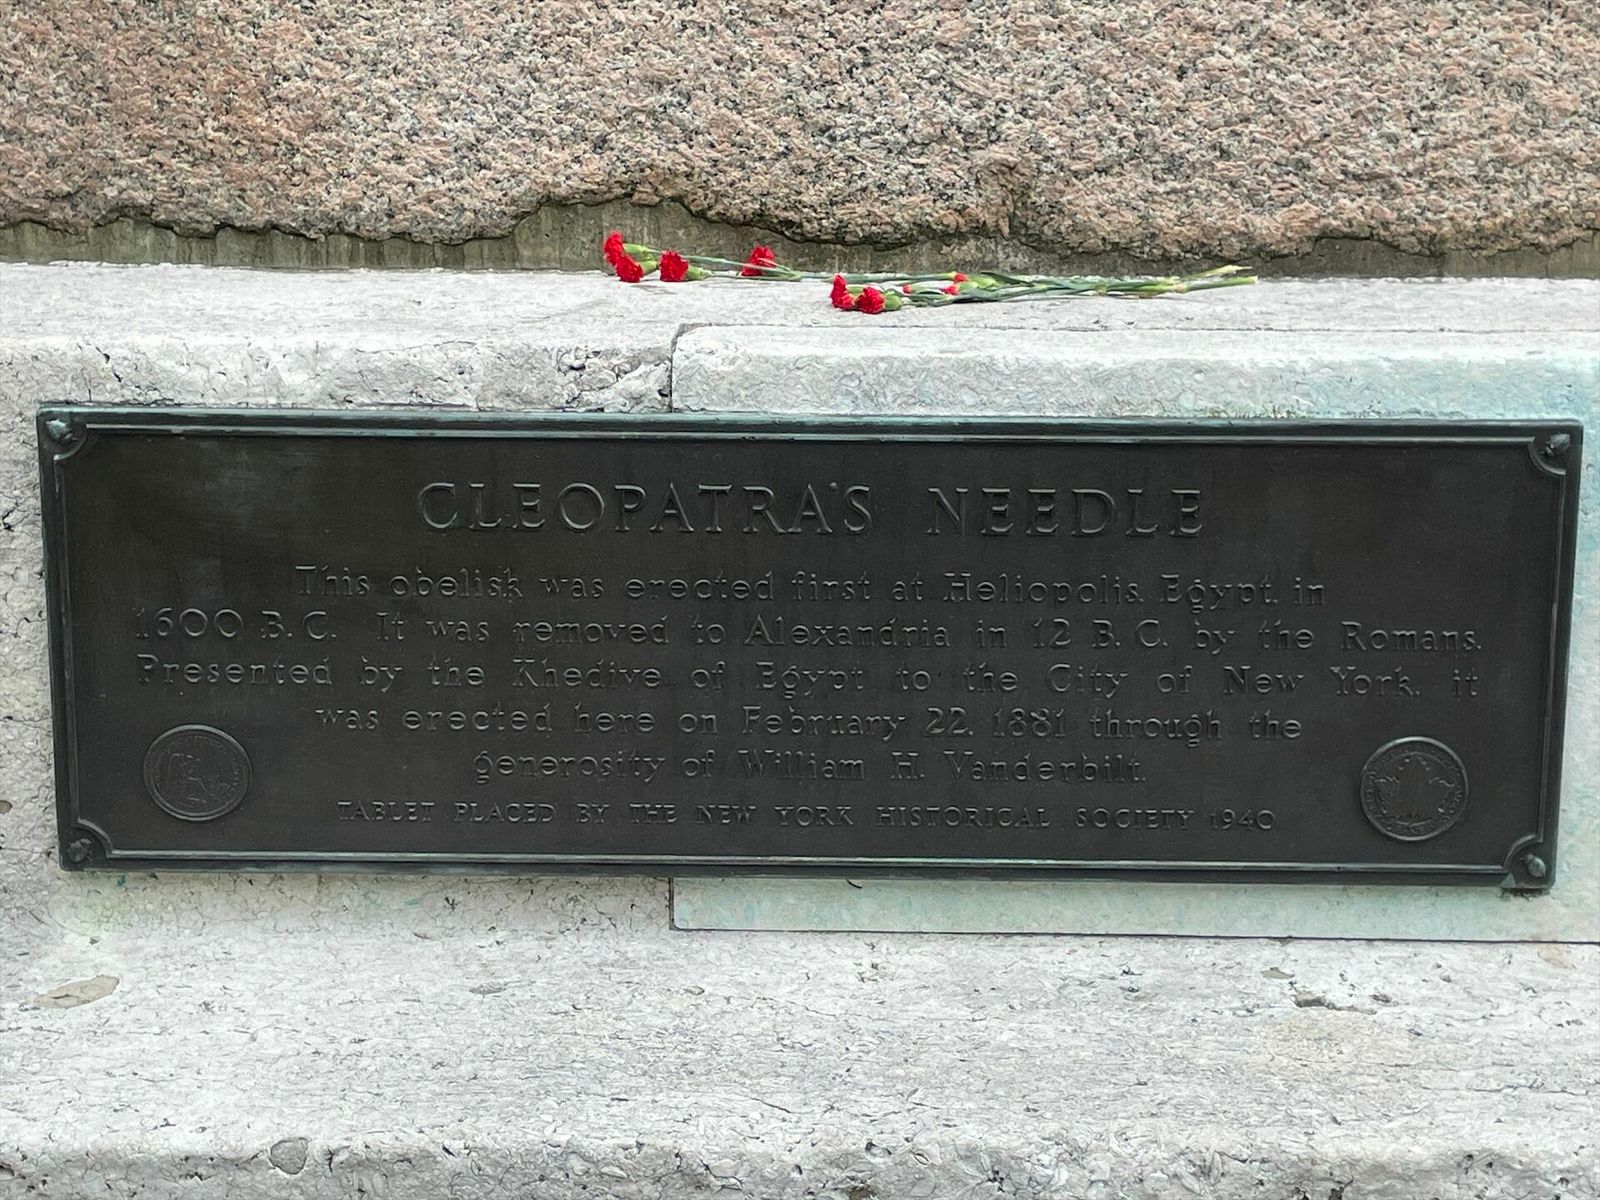 CLEOPATRA'S NEEDLE
This obelisk was erected first at Heliopolis, Egypt, in
1600 B.C. It was removed to Alexandria in 12 B.C. by the Romans.
Presented by the Khedive of Egypt to the City of New York, it
was erected here on February 22, 1881 through the
generosity of William H. Vanderbilt.
TABLET PLACED BY THE NEW YORK HISTORICAL SOCIETY 1940